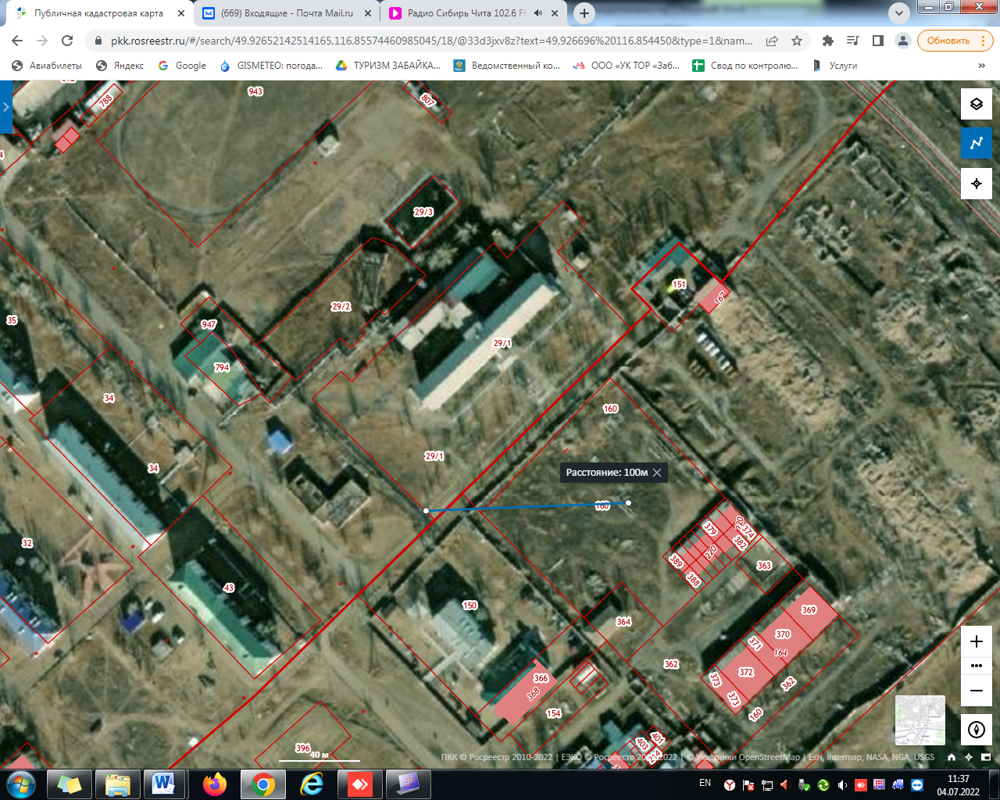 Публичная кадастровая карта
(669) Входящие - Почта Mail.ru
Радио Сибирь Чита 102.6 FM
pkk.rosreestr.ru/#/search/49.92652142514165,116.85574460985045/18/@33d3jxv8z?text=49.926696%20116.854450&type=1&nam...
Обновить
Авиабилеты
Яндекс
Google
GISMETEO: погода...
ТУРИЗМ ЗАБАЙКА...
Ведомственный ко...
ООО «УК ТОР «Заб...
Свод по контролю...
Услуги
»
943
788
807
29/3
151
167
29/2
35
947
29/1
794
34
160
29/1
34
Расстояние: 100м
160
220
379
374
32
382
220
389
363
388
43
150
369
364
370
371
164
362
366
372
373
362
368
373
154
160
401
403
396
40 м
ПКК © Росреестр 2010-2022 | ЕЭКО © Росреестр 2010-2022 | © Участники OpenStreetMap | Esri, Intermap, NASA, NGA, USGS
EN
11:37
04.07.2022